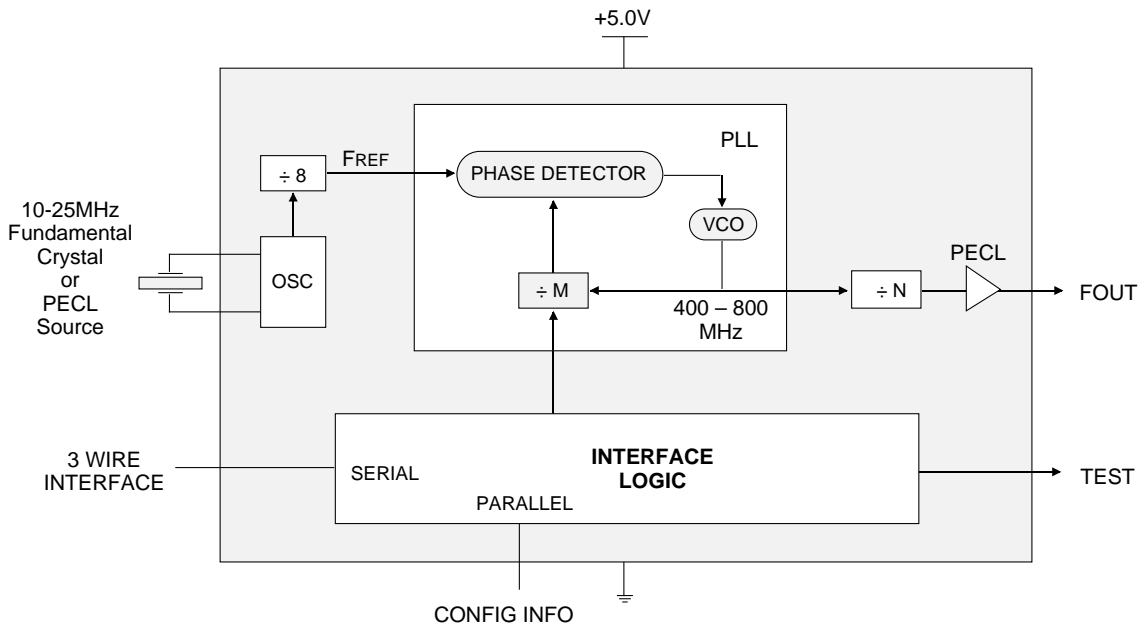 +5.0V
PLL
FREF
PHASE DETECTOR
÷ 8
10-25MHz
Fundamental
Crystal
or
PECL
Source
VCO
PECL
OSC
÷ M
÷ N
FOUT
400 – 800
MHz
3 WIRE
INTERFACE
SERIAL
INTERFACE
LOGIC
TEST
PARALLEL
CONFIG INFO